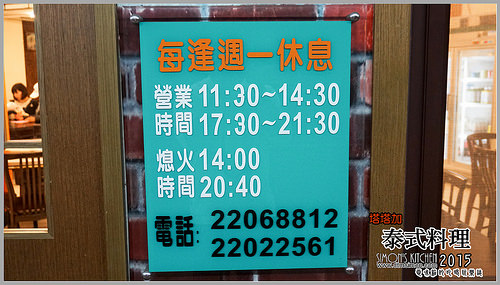 每逢週一休息
營業 11:30~14:30
時間 17:30~21:30
熄火 14:00
時間 20:40
電話: 22068812
22022561
塔塔加
泰式料理
SIMON'S KITCHEN 2015